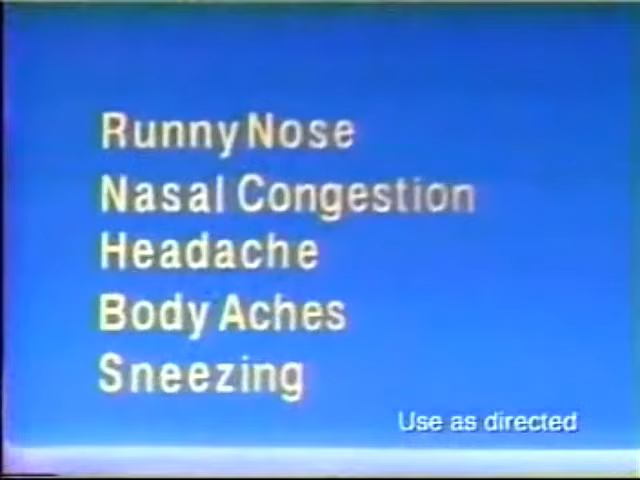 Runny Nose
Nasal Congestion
Headache
Body Aches
Sneezing
Use as directed